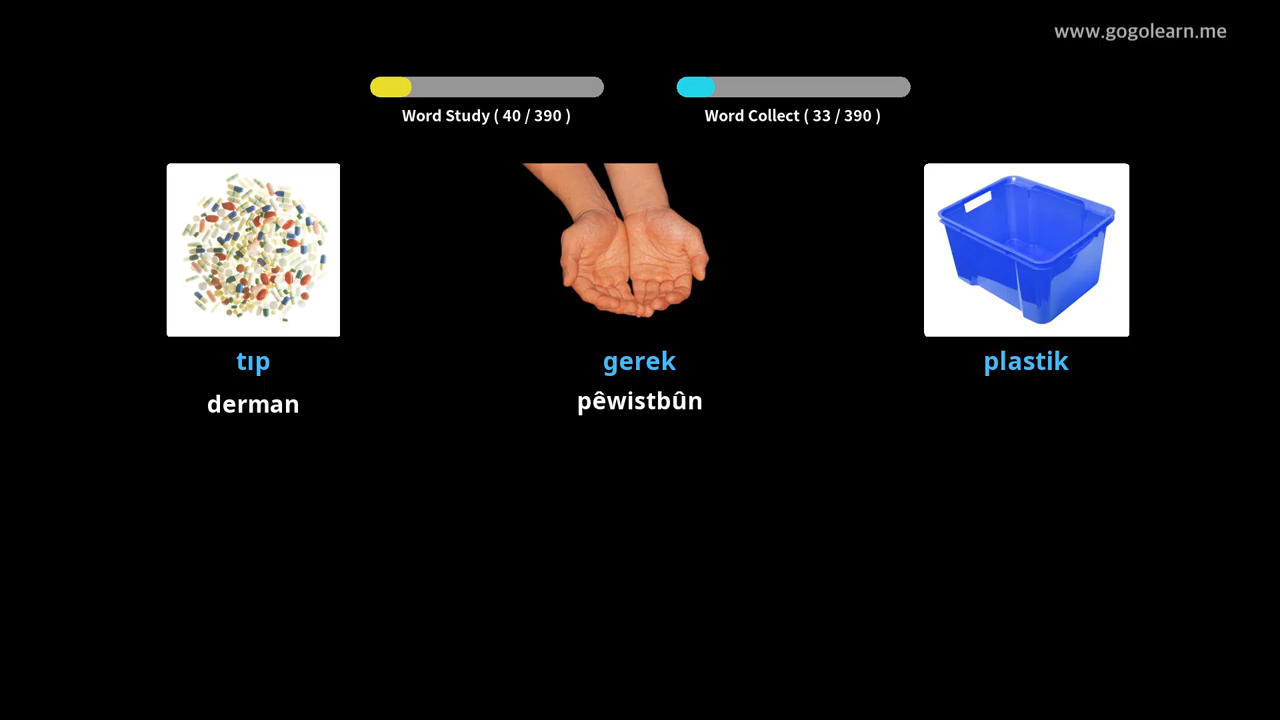 www.gogolearn.me
Word Study ( 40 / 390 )
Word Collect ( 33 / 390 )
tıp
gerek
plastik
derman
pêwistbûn